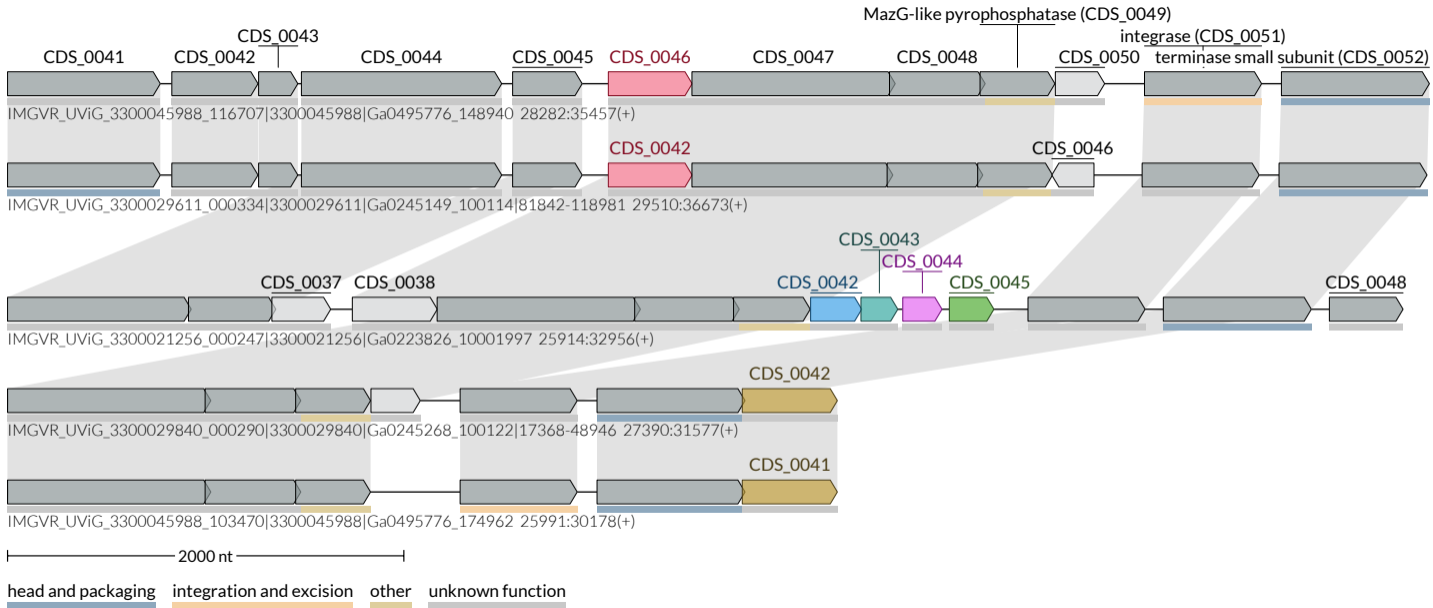 MazG-like pyrophosphatase (CDS_0049)
CDS_0043 integrase (CDS_0051)
CDS_0041 CDS_0042 CDS_0044 CDS_0045 CDS_0046 CDS_0047 CDS_0048 CDS_0050 terminase small subunit (CDS_0052)
IMGVR_UViG_3300045988_116707|3300045988|Ga0495776_148940 28282:35457(+)
CDS_0042 CDS_0046
IMGVR_UViG_3300029611_000334|3300029611|Ga0245149_100114|81842-118981 29510:36673(+)
CDS_0043
CDS_0044
CDS_0037 CDS_0038 CDS_0042 CDS_0045 CDS_0048
IMGVR_UViG_3300021256_000247|3300021256|Ga0223826_10001997 25914:32956(+)
CDS_0042
IMGVR_UViG_3300029840_000290|3300029840|Ga0245268_100122|17368-48946 27390:31577(+)
CDS_0041
IMGVR_UViG_3300045988_103470|3300045988|Ga0495776_174962 25991:30178(+)
2000 nt
head and packaging integration and excision other unknown function